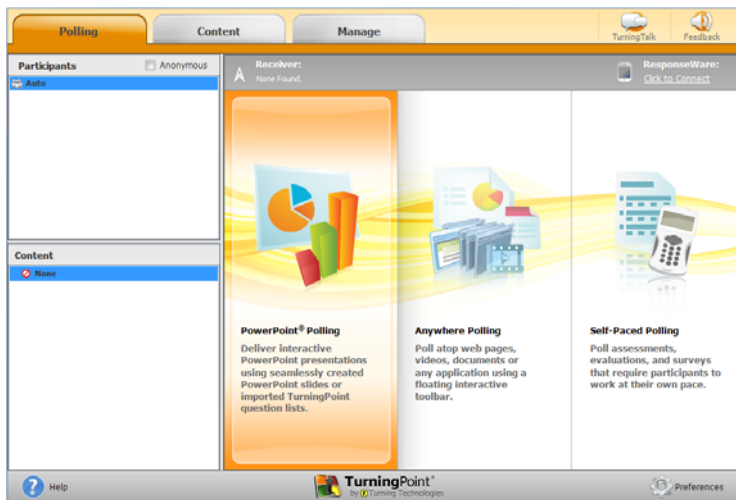 Polling
Content
Manage
TurningTalk
Feedback
Participants
Anonymous
Auto
Receiver:
None Found.
ResponseWare:
Click to Connect
Content
None
PowerPoint® Polling
Deliver interactive
PowerPoint presentations
using seamlessly created
PowerPoint slides or
imported TurningPoint
question lists.
Anywhere Polling
Poll atop web pages,
videos, documents or
any application using a
floating interactive
toolbar.
Self-Paced Polling
Poll assessments,
evaluations, and surveys
that require participants to
work at their own pace.
Help
TurningPoint®
by Turning Technologies
Preferences